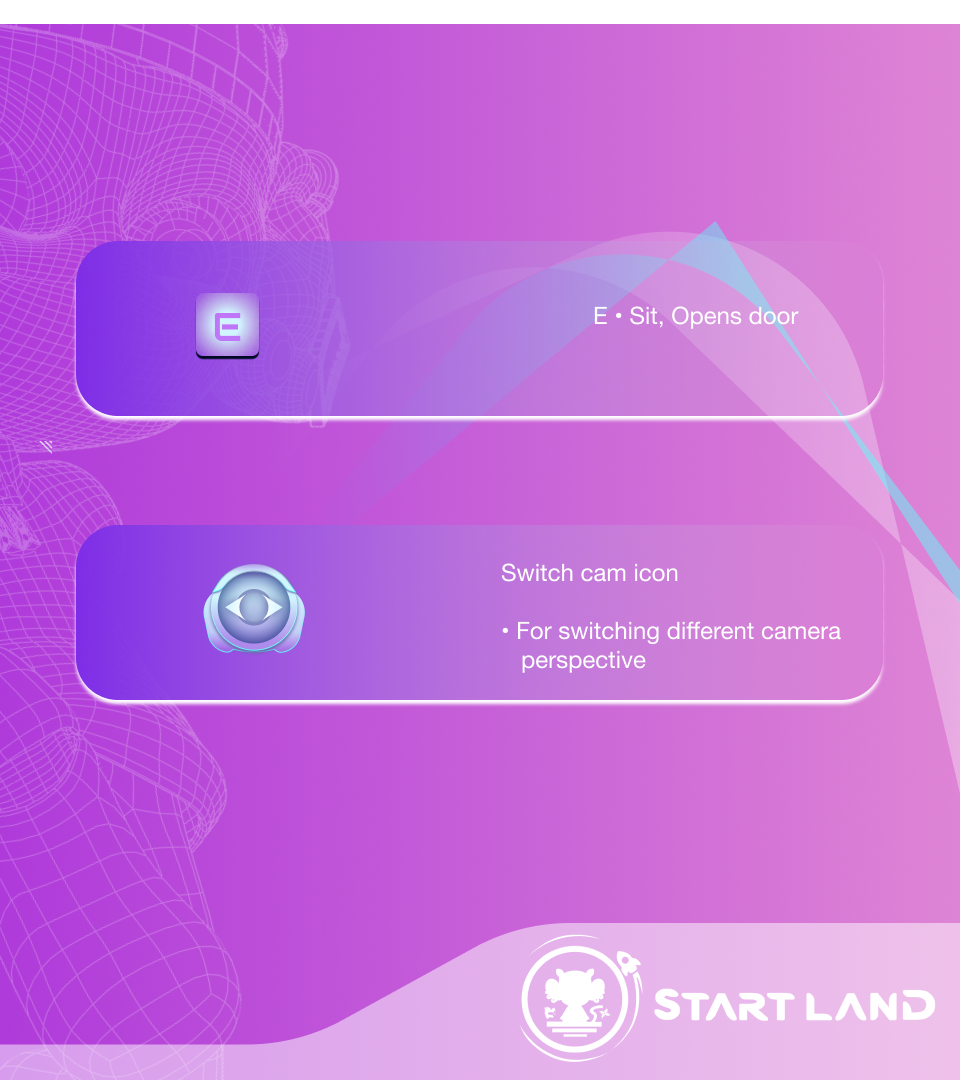 E
E • Sit, Opens door
Switch cam icon
• For switching different camera
perspective
START LAND